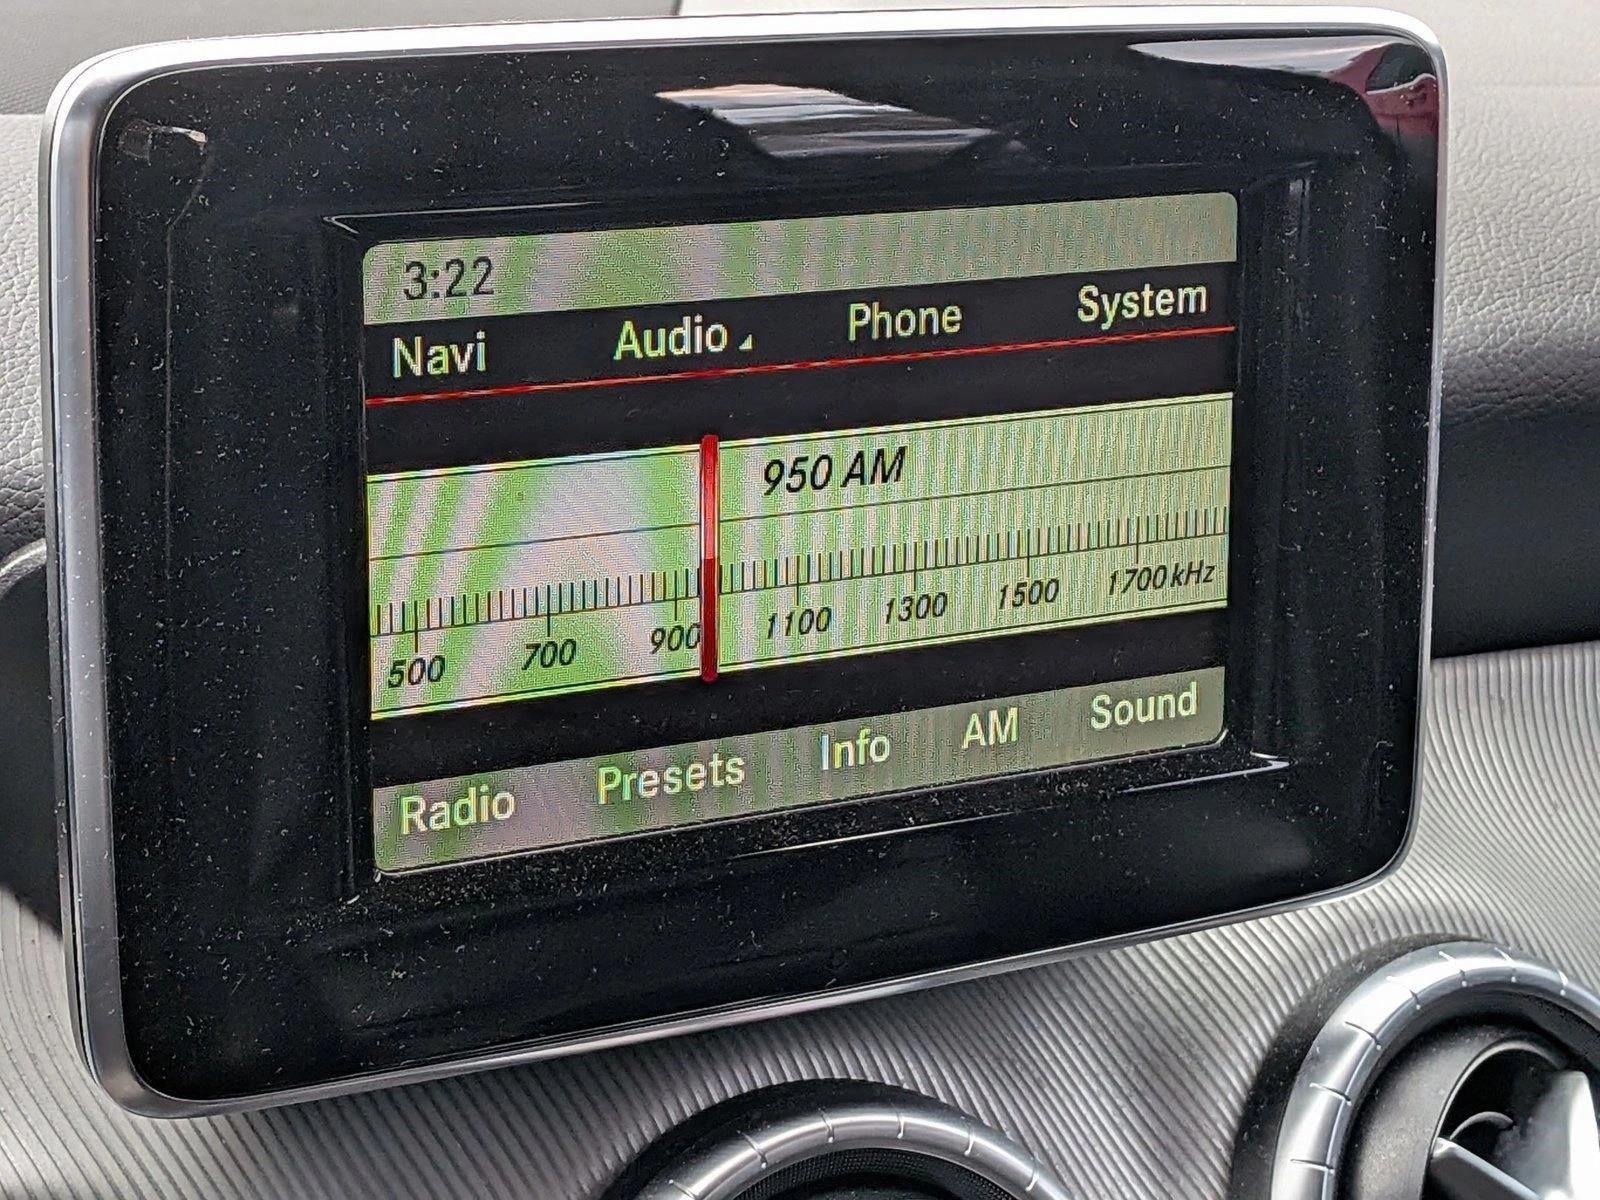 3:22
Navi Audio Phone System
950 AM
500 700 900 1100 1300 1500 1700 kHz
Radio Presets Info AM Sound